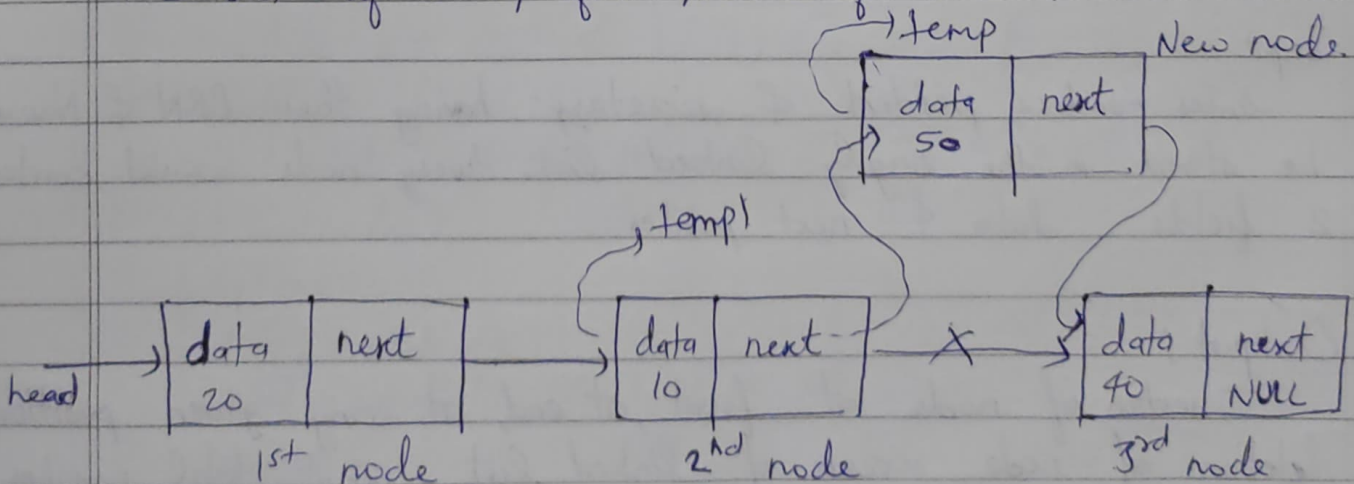 temp
New node.
data next
50
temp1
head
data next
20
data next
10
data next
40 NULL
1st node
2nd node
3rd node.